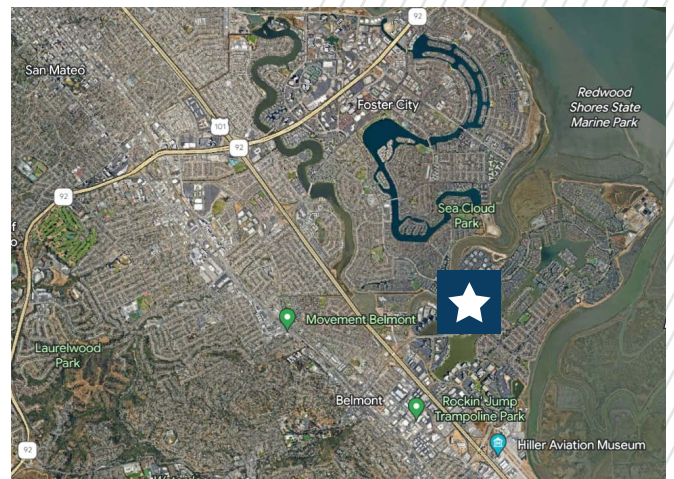 92
San Mateo
Redwood
Shores State
Marine Park
Foster City
101
92
92
Sea Cloud
Park
Movement Belmont
Laurelwood
Park
Belmont
Rockin' Jump
Trampoline Park
Hiller Aviation Museum
92